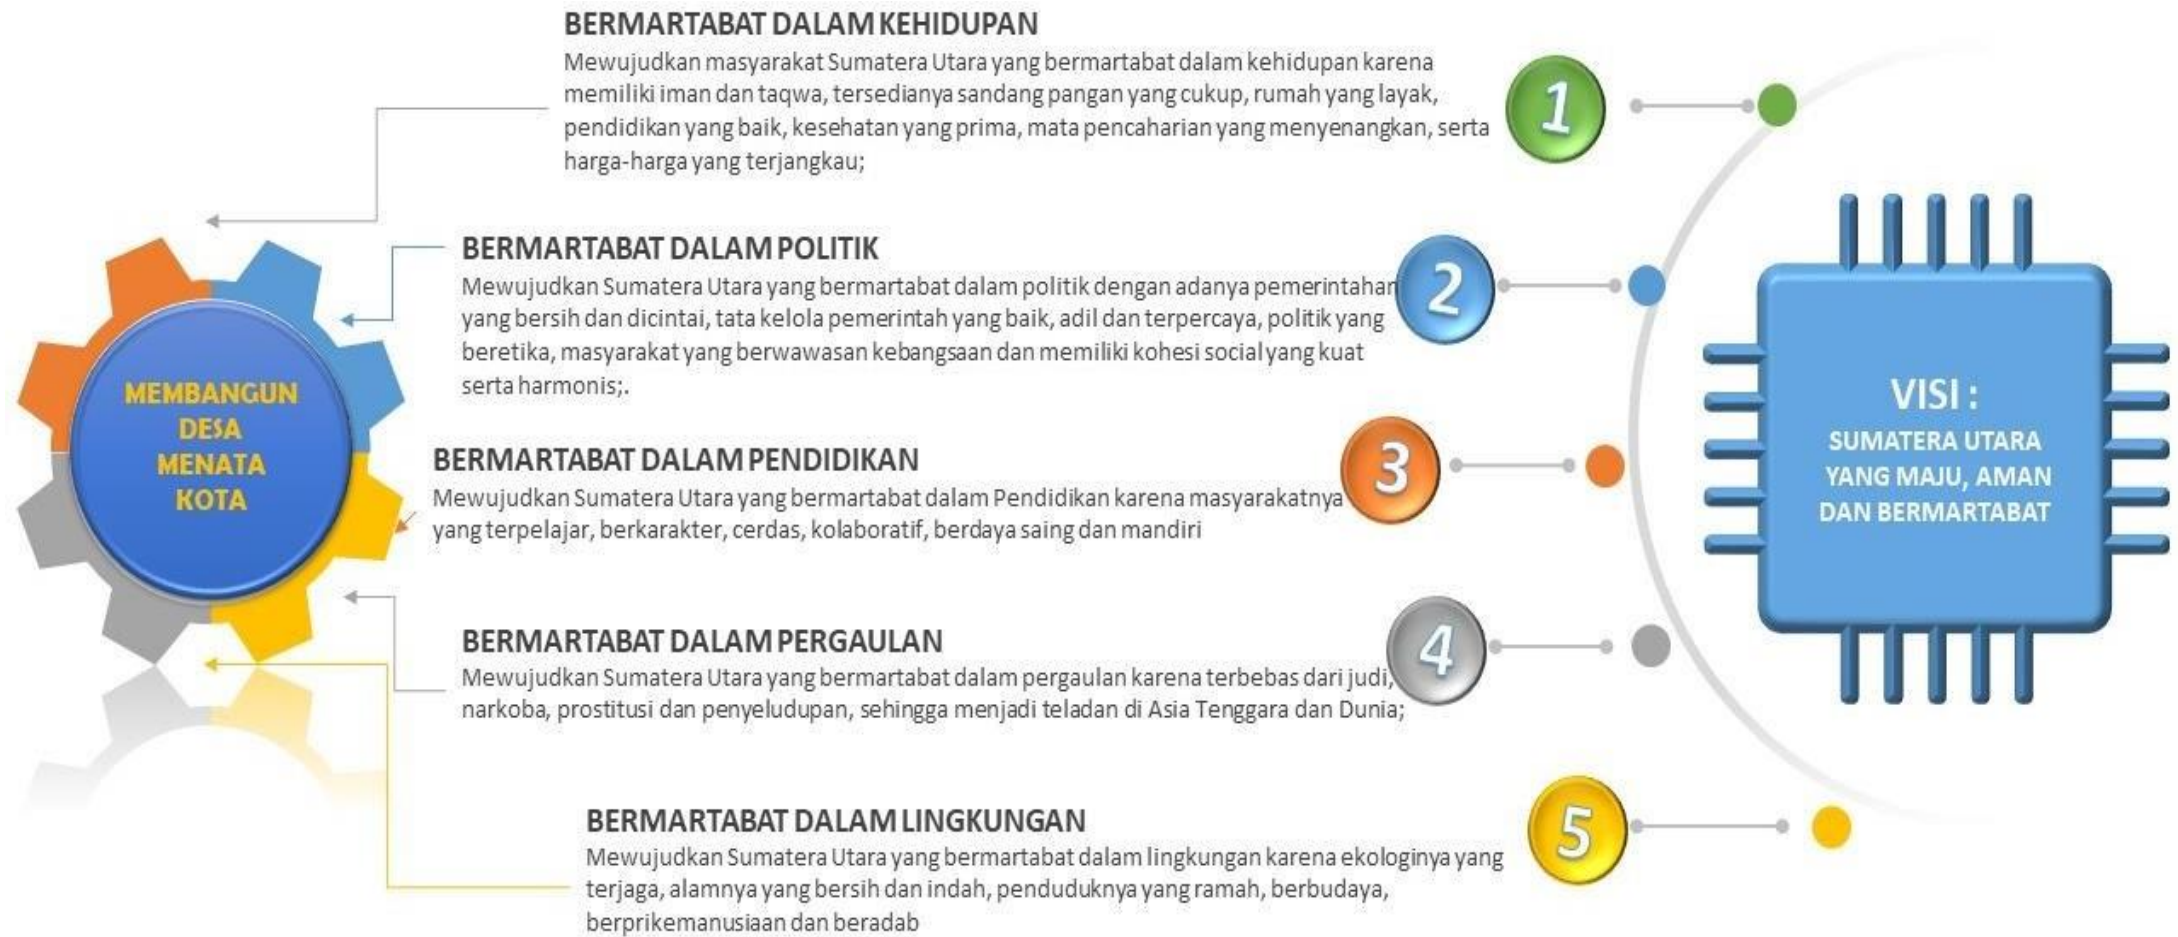 BERMARTABAT DALAM KEHIDUPAN
Mewujudkan masyarakat Sumatera Utara yang bermartabat dalam kehidupan karena
memiliki iman dan taqwa, tersedianya sandang pangan yang cukup, rumah yang layak,
pendidikan yang baik, kesehatan yang prima, mata pencaharian yang menyenangkan, serta
harga-harga yang terjangkau;
1
BERMARTABAT DALAM POLITIK
Mewujudkan Sumatera Utara yang bermartabat dalam politik dengan adanya pemerintahan
yang bersih dan dicintai, tata kelola pemerintah yang baik, adil dan terpercaya, politik yang
beretika, masyarakat yang berwawasan kebangsaan dan memiliki kohesi social yang kuat
serta harmonis;.
2
BERMARTABAT DALAM PENDIDIKAN
Mewujudkan Sumatera Utara yang bermartabat dalam Pendidikan karena masyarakatnya
yang terpelajar, berkarakter, cerdas, kolaboratif, berdaya saing dan mandiri
3
BERMARTABAT DALAM PERGAULAN
Mewujudkan Sumatera Utara yang bermartabat dalam pergaulan karena terbebas dari judi,
narkoba, prostitusi dan penyeludupan, sehingga menjadi teladan di Asia Tenggara dan Dunia;
4
BERMARTABAT DALAM LINGKUNGAN
Mewujudkan Sumatera Utara yang bermartabat dalam lingkungan karena ekologinya yang
terjaga, alamnya yang bersih dan indah, penduduknya yang ramah, berbudaya,
berprikemanusiaan dan beradab
5
MEMBANGUN
DESA
MENATA
KOTA
VISI :
SUMATERA UTARA
YANG MAJU, AMAN
DAN BERMARTABAT